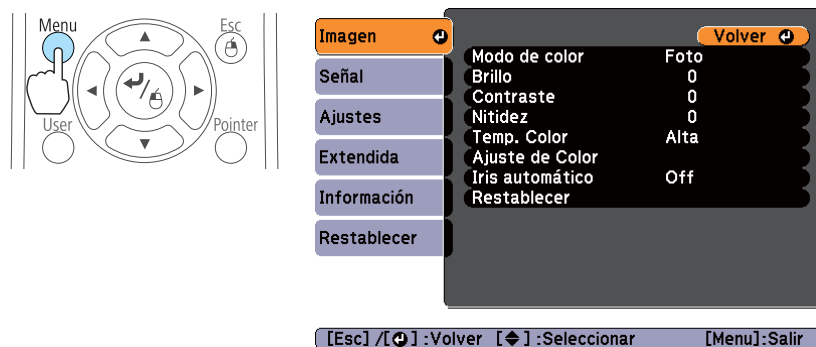 Menu
Esc
User
Pointer
Imagen
Señal
Ajustes
Extendida
Información
Restablecer
Volver
Modo de color Foto
Brillo 0
Contraste 0
Nitidez 0
Temp. Color Alta
Ajuste de Color
Iris automático Off
Restablecer
[Esc] /[ ] :Volver [ ] :Seleccionar [Menu]:Salir